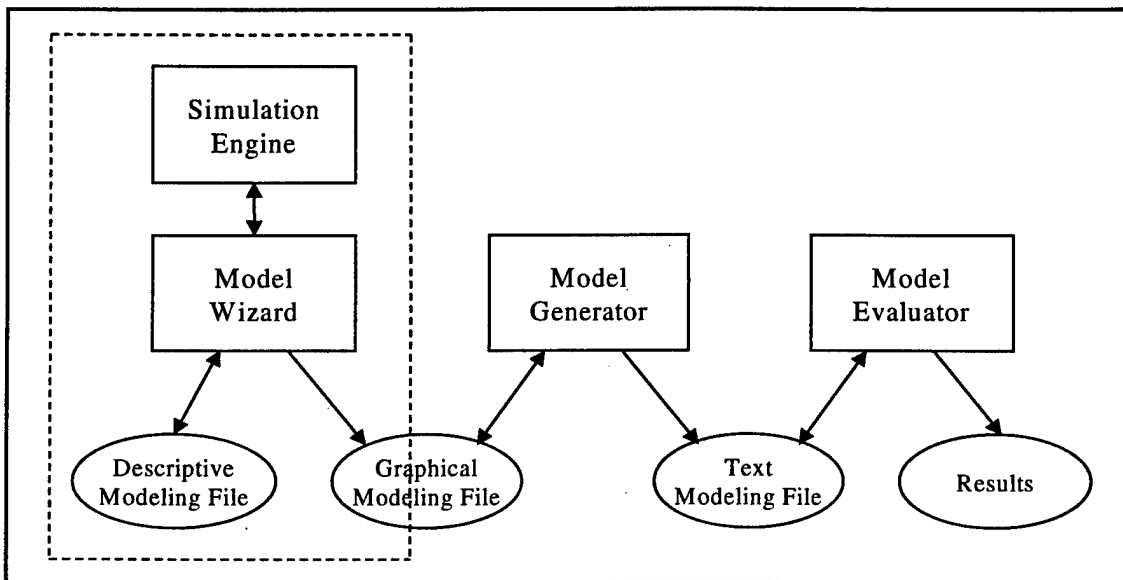 Simulation
Engine
Model
Wizard
Model
Generator
Model
Evaluator
Descriptive
Modeling File
Graphical
Modeling File
Text
Modeling File
Results